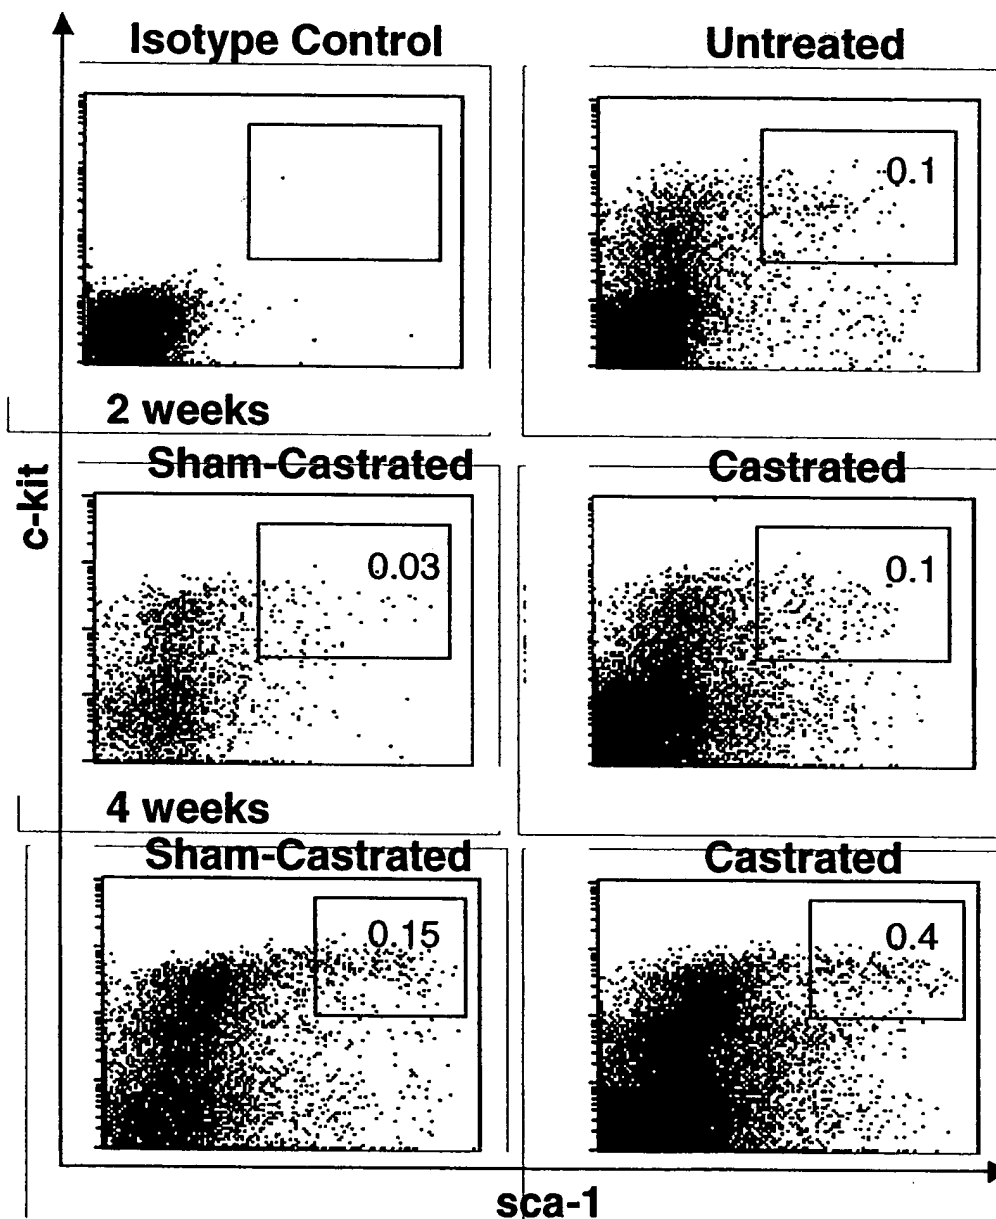 Isotype Control
Untreated
0.1
2 weeks
Sham-Castrated
Castrated
0.03
0.1
4 weeks
Sham-Castrated
Castrated
0.15
0.4
c-kit
sca-1